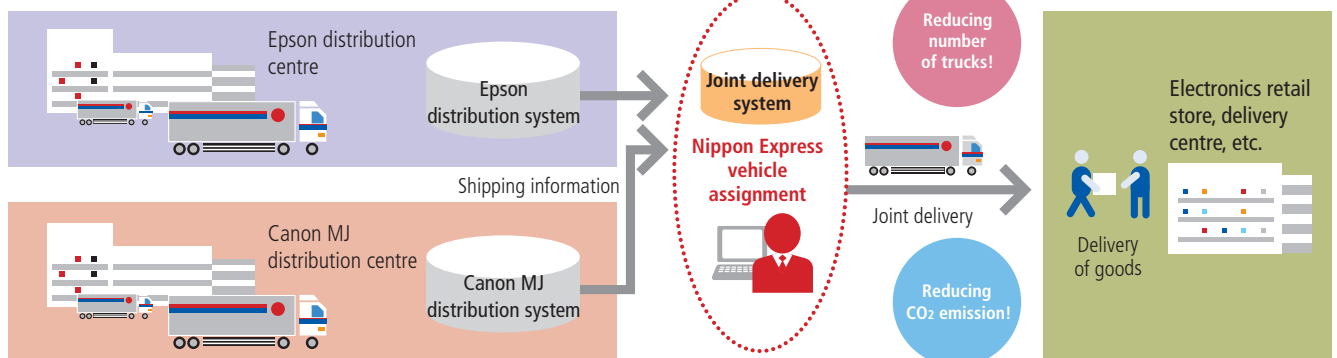 Epson distribution
centre
Epson
distribution system
Shipping information
Canon MJ
distribution centre
Canon MJ
distribution system
Joint delivery
system
Nippon Express
vehicle
assignment
Reducing
number
of trucks!
Joint delivery
Reducing
CO₂ emission!
Electronics retail
store, delivery
centre, etc.
Delivery
of goods